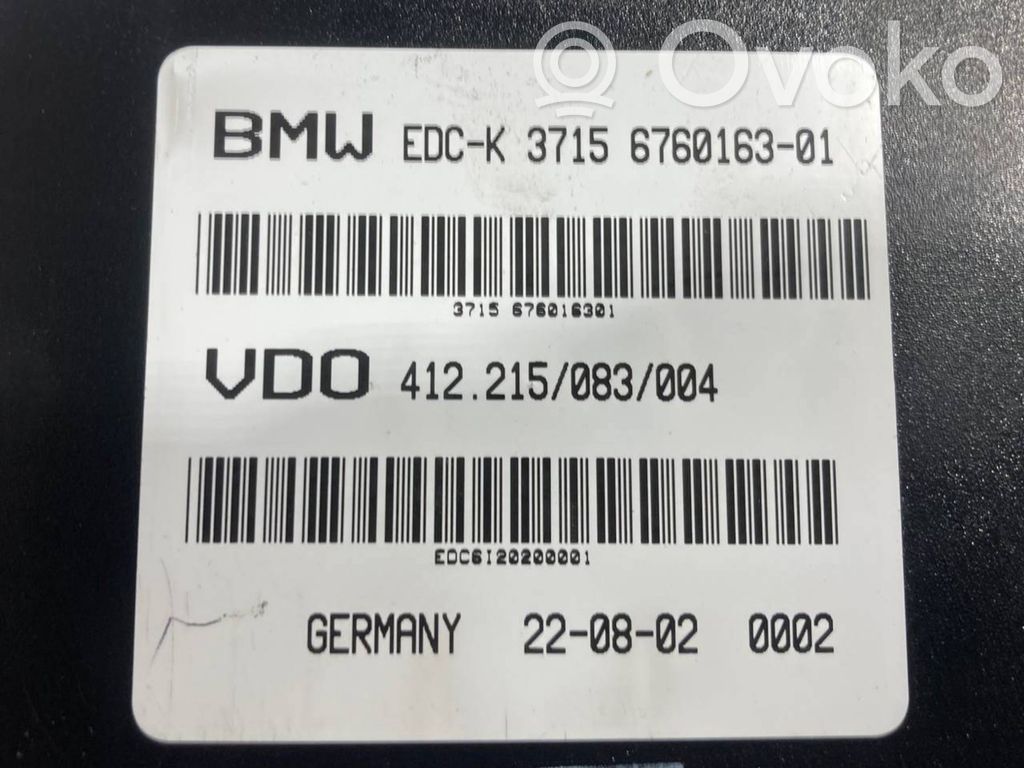 Ovoko
BMW EDC-K 3715 6760163-01
3715 676016301
VDO 412.215/083/004
EDC6I20200001
GERMANY 22-08-02 0002